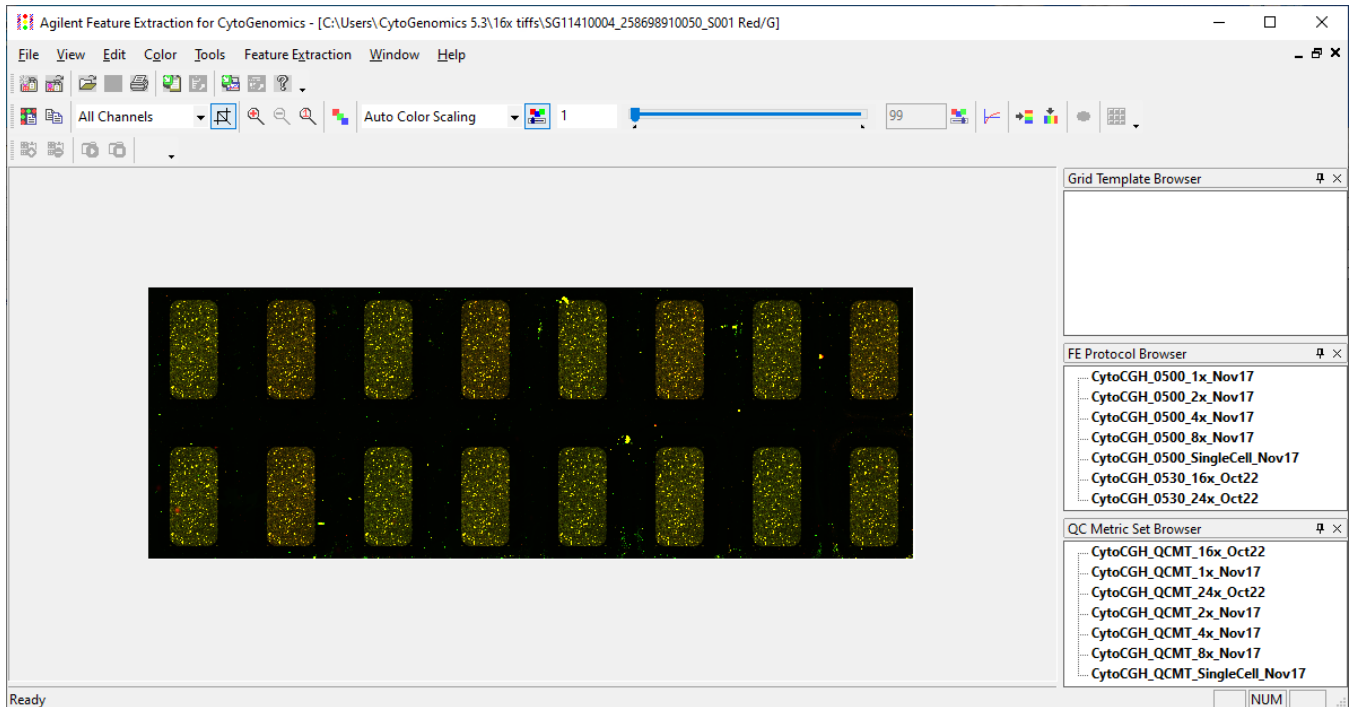 Agilent Feature Extraction for CytoGenomics - [C:\Users\CytoGenomics 5.3\16x tiffs\SG11410004_258698910050_S001 Red/G]
File View Edit Color Tools Feature Extraction Window Help
All Channels Auto Color Scaling 1 99
Grid Template Browser
FE Protocol Browser
CytoCGH_0500_1x_Nov17
CytoCGH_0500_2x_Nov17
CytoCGH_0500_4x_Nov17
CytoCGH_0500_8x_Nov17
CytoCGH_0500_SingleCell_Nov17
CytoCGH_0530_16x_Oct22
CytoCGH_0530_24x_Oct22
QC Metric Set Browser
CytoCGH_QCMT_16x_Oct22
CytoCGH_QCMT_1x_Nov17
CytoCGH_QCMT_24x_Oct22
CytoCGH_QCMT_2x_Nov17
CytoCGH_QCMT_4x_Nov17
CytoCGH_QCMT_8x_Nov17
CytoCGH_QCMT_SingleCell_Nov17
Ready NUM